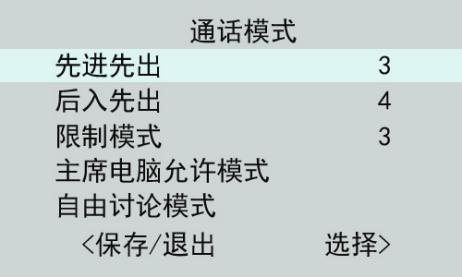 通话模式
先进先出 3
后入先出 4
限制模式 3
主席电脑允许模式
自由讨论模式
<保存/退出 选择>